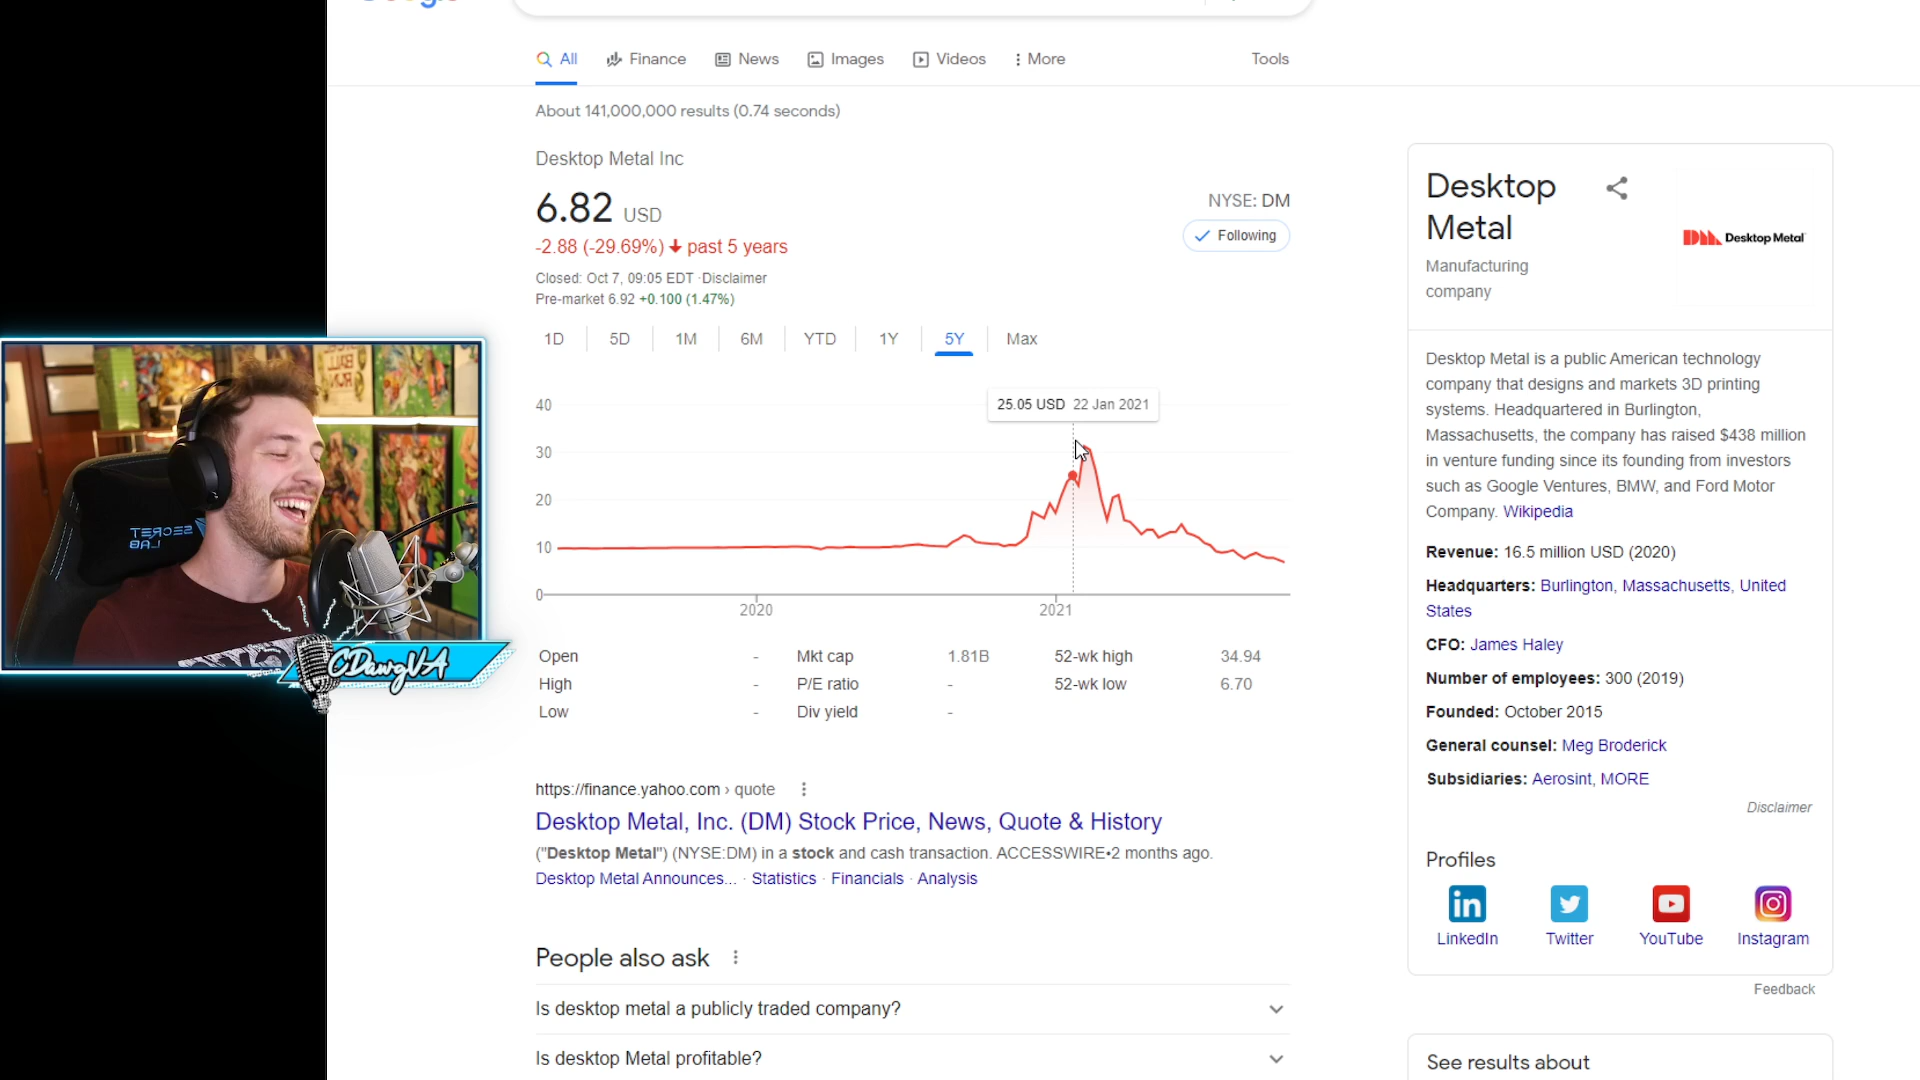 All
Finance
News
Images
Videos
More
Tools
About 141,000,000 results (0.74 seconds)
Desktop Metal Inc
6.82 USD
NYSE: DM
-2.88 (-29.69%) past 5 years
Following
Closed: Oct 7, 09:05 EDT · Disclaimer
Pre-market 6.92 +0.100 (1.47%)
1D
5D
1M
6M
YTD
1Y
5Y
Max
25.05 USD 22 Jan 2021
40
30
20
10
0
2020
2021
Open -
Mkt cap 1.81B
52-wk high 34.94
High -
P/E ratio -
52-wk low 6.70
Low -
Div yield -
https://finance.yahoo.com › quote
Desktop Metal, Inc. (DM) Stock Price, News, Quote & History
("Desktop Metal") (NYSE:DM) in a stock and cash transaction. ACCESSWIRE•2 months ago.
Desktop Metal Announces... · Statistics · Financials · Analysis
People also ask
Is desktop metal a publicly traded company?
Is desktop Metal profitable?
Desktop
Metal
Manufacturing
company
Desktop Metal
Desktop Metal is a public American technology
company that designs and markets 3D printing
systems. Headquartered in Burlington,
Massachusetts, the company has raised $438 million
in venture funding since its founding from investors
such as Google Ventures, BMW, and Ford Motor
Company. Wikipedia
Revenue: 16.5 million USD (2020)
Headquarters: Burlington, Massachusetts, United
States
CFO: James Haley
Number of employees: 300 (2019)
Founded: October 2015
General counsel: Meg Broderick
Subsidiaries: Aerosint, MORE
Disclaimer
Profiles
LinkedIn
Twitter
YouTube
Instagram
Feedback
See results about
SECRET
LAB
CDawgVA